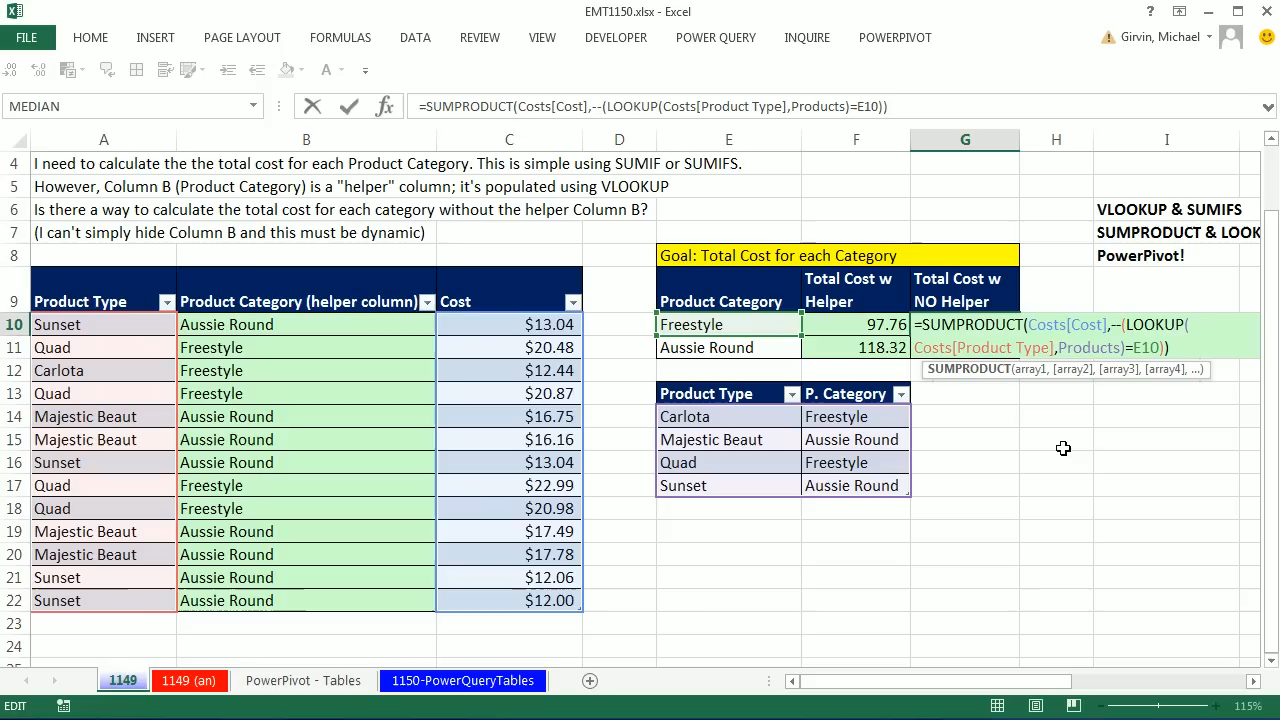 EMT1150.xlsx - Excel
FILE HOME INSERT PAGE LAYOUT FORMULAS DATA REVIEW VIEW DEVELOPER POWER QUERY INQUIRE POWERPIVOT Girvin, Michael
MEDIAN =SUMPRODUCT(Costs[Cost],--(LOOKUP(Costs[Product Type],Products)=E10))
A B C D E F G H I
4 I need to calculate the the total cost for each Product Category. This is simple using SUMIF or SUMIFS.
5 However, Column B (Product Category) is a "helper" column; it's populated using VLOOKUP
6 Is there a way to calculate the total cost for each category without the helper Column B? VLOOKUP & SUMIFS
7 (I can't simply hide Column B and this must be dynamic) SUMPRODUCT & LOOK
8 Goal: Total Cost for each Category PowerPivot!
Total Cost w Total Cost w
9 Product Type Product Category (helper column) Cost Product Category Helper NO Helper
10 Sunset Aussie Round $13.04 Freestyle 97.76 =SUMPRODUCT(Costs[Cost],--(LOOKUP(
11 Quad Freestyle $20.48 Aussie Round 118.32 Costs[Product Type],Products)=E10))
12 Carlota Freestyle $12.44 SUMPRODUCT(array1, [array2], [array3], [array4], ...)
13 Quad Freestyle $20.87 Product Type P. Category
14 Majestic Beaut Aussie Round $16.75 Carlota Freestyle
15 Majestic Beaut Aussie Round $16.16 Majestic Beaut Aussie Round
16 Sunset Aussie Round $13.04 Quad Freestyle
17 Quad Freestyle $22.99 Sunset Aussie Round
18 Quad Freestyle $20.98
19 Majestic Beaut Aussie Round $17.49
20 Majestic Beaut Aussie Round $17.78
21 Sunset Aussie Round $12.06
22 Sunset Aussie Round $12.00
23
24
1149 1149 (an) PowerPivot - Tables 1150-PowerQueryTables
EDIT 115%